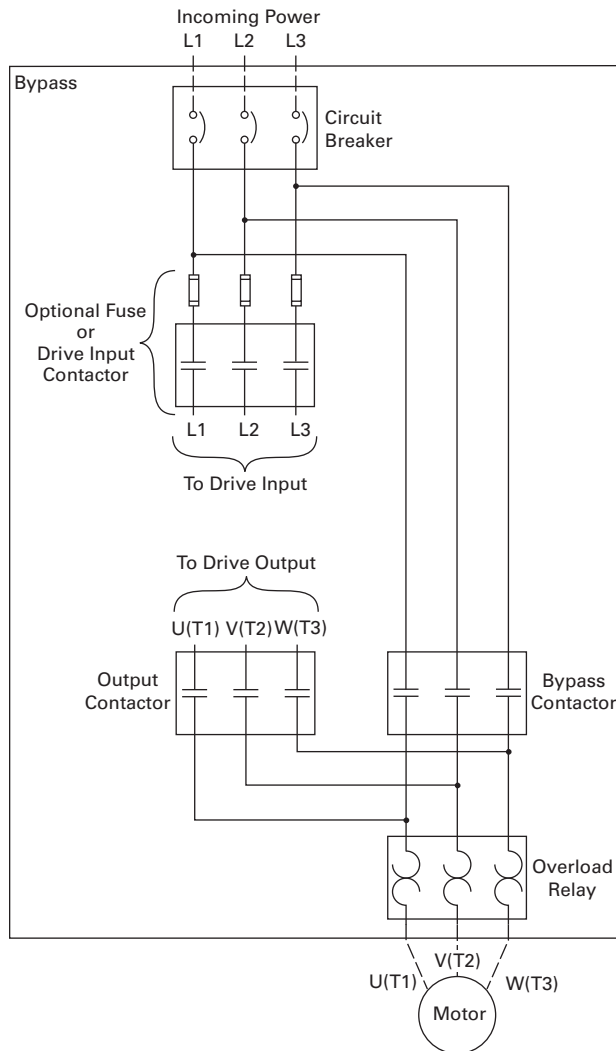 Incoming Power
L1 L2 L3
Bypass
Circuit
Breaker
Optional Fuse
or
Drive Input
Contactor
L1 L2 L3
To Drive Input
To Drive Output
U(T1) V(T2) W(T3)
Output
Contactor
Bypass
Contactor
Overload
Relay
U(T1) V(T2) W(T3)
Motor